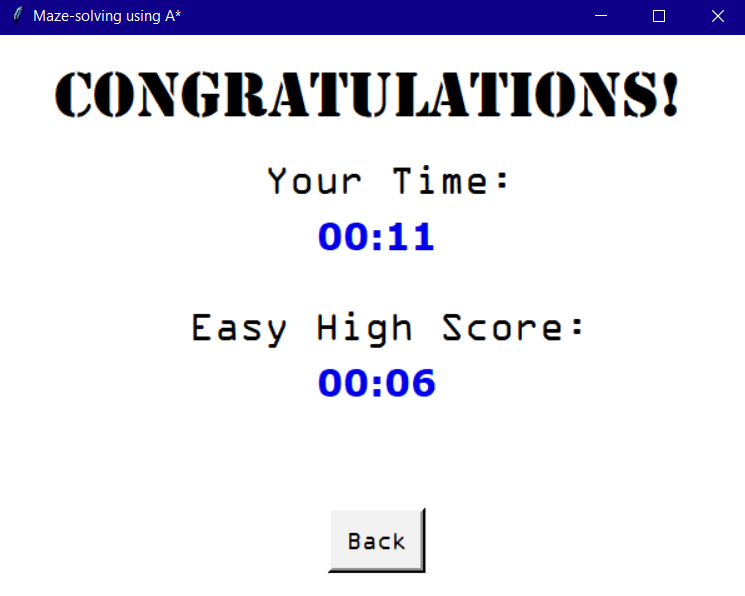 Maze-solving using A*
CONGRATULATIONS!
Your Time:
00:11
Easy High Score:
00:06
Back